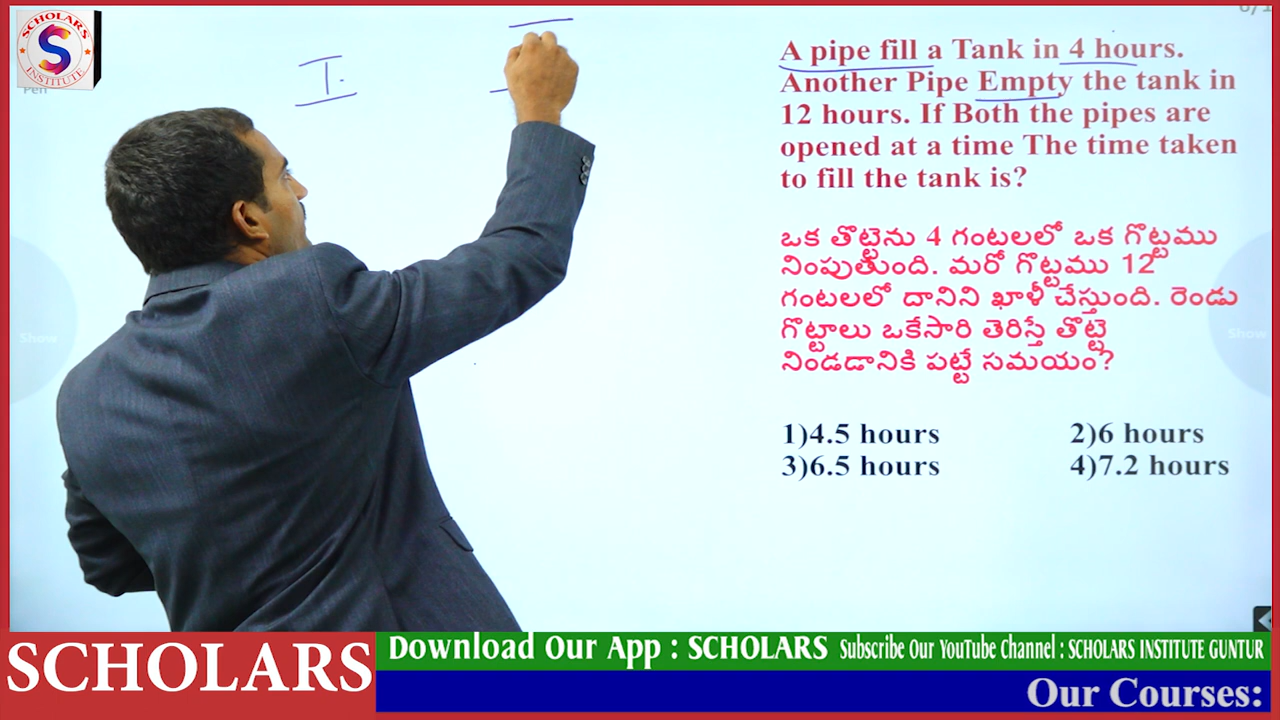 SCHOLARS
S
INSTITUTE
Pen
I
A pipe fill a Tank in 4 hours.
Another Pipe Empty the tank in
12 hours. If Both the pipes are
opened at a time The time taken
to fill the tank is?
ఒక తొట్టెను 4 గంటలలో ఒక గొట్టము
నింపుతుంది. మరో గొట్టము 12
గంటలలో దానిని ఖాళీ చేస్తుంది. రెండు
గొట్టాలు ఒకేసారి తెరిస్తే తొట్టె
నిండడానికి పట్టే సమయం?
Show
Show
1)4.5 hours 2)6 hours
3)6.5 hours 4)7.2 hours
SCHOLARS
Download Our App : SCHOLARS Subscribe Our YouTube Channel : SCHOLARS INSTITUTE GUNTUR
Our Courses: